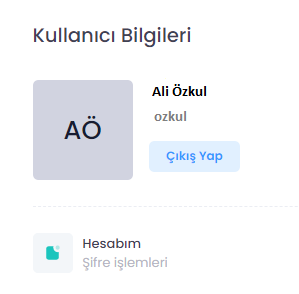 Kullanıcı Bilgileri
AÖ
Ali Özkul
ozkul
Çıkış Yap
Hesabım
Şifre işlemleri